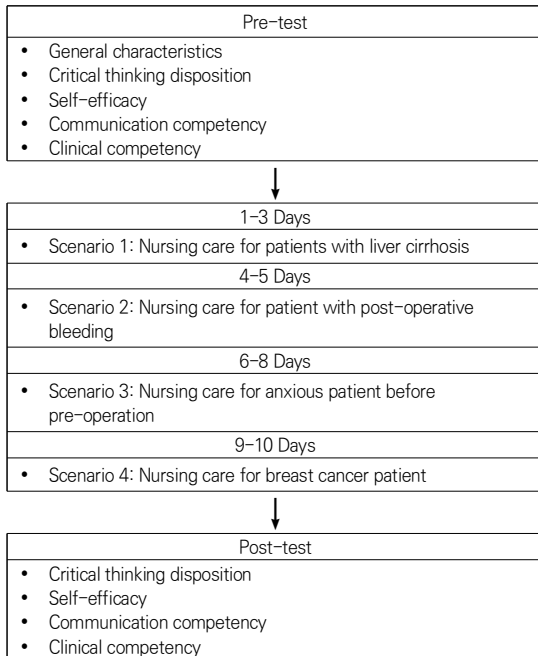 Pre-test
• General characteristics
• Critical thinking disposition
• Self-efficacy
• Communication competency
• Clinical competency
1-3 Days
• Scenario 1: Nursing care for patients with liver cirrhosis
4-5 Days
• Scenario 2: Nursing care for patient with post-operative
bleeding
6-8 Days
• Scenario 3: Nursing care for anxious patient before
pre-operation
9-10 Days
• Scenario 4: Nursing care for breast cancer patient
Post-test
• Critical thinking disposition
• Self-efficacy
• Communication competency
• Clinical competency